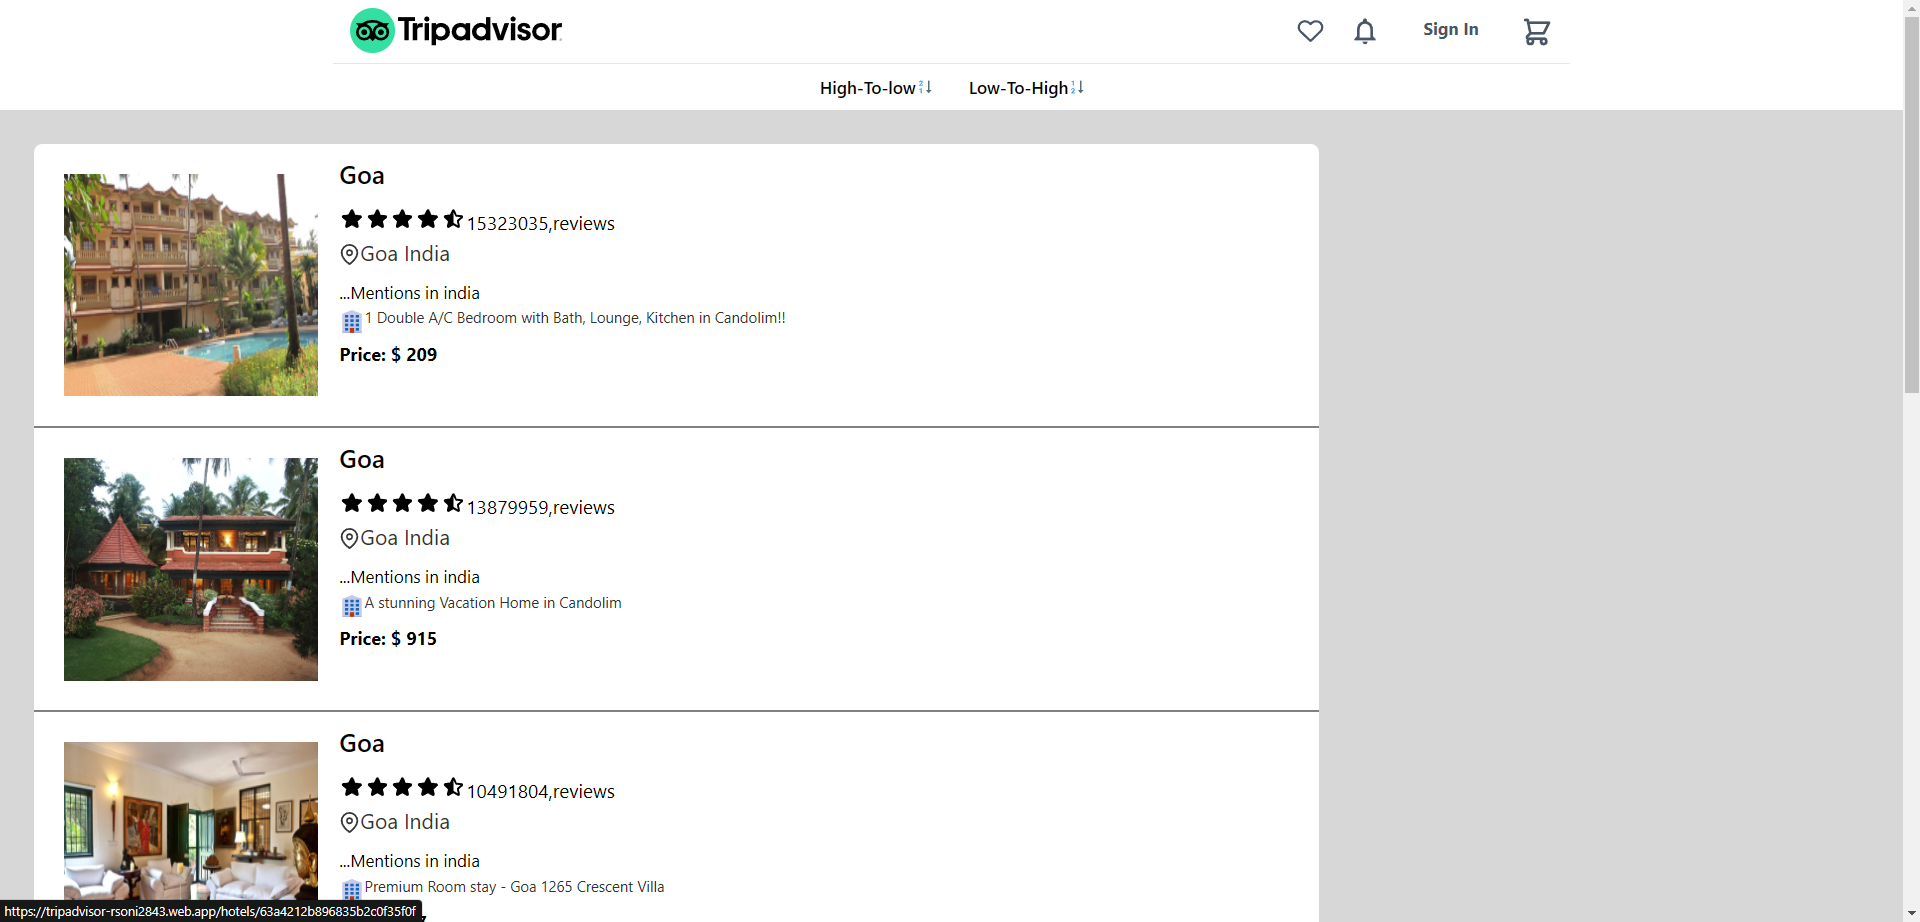 Tripadvisor
Sign In
High-To-low Low-To-High
Goa
15323035,reviews
Goa India
...Mentions in india
1 Double A/C Bedroom with Bath, Lounge, Kitchen in Candolim!!
Price: $ 209
Goa
13879959,reviews
Goa India
...Mentions in india
A stunning Vacation Home in Candolim
Price: $ 915
Goa
10491804,reviews
Goa India
...Mentions in india
Premium Room stay - Goa 1265 Crescent Villa
https://tripadvisor-rsoni2843.web.app/hotels/63a4212b896835b2c0f35f0f